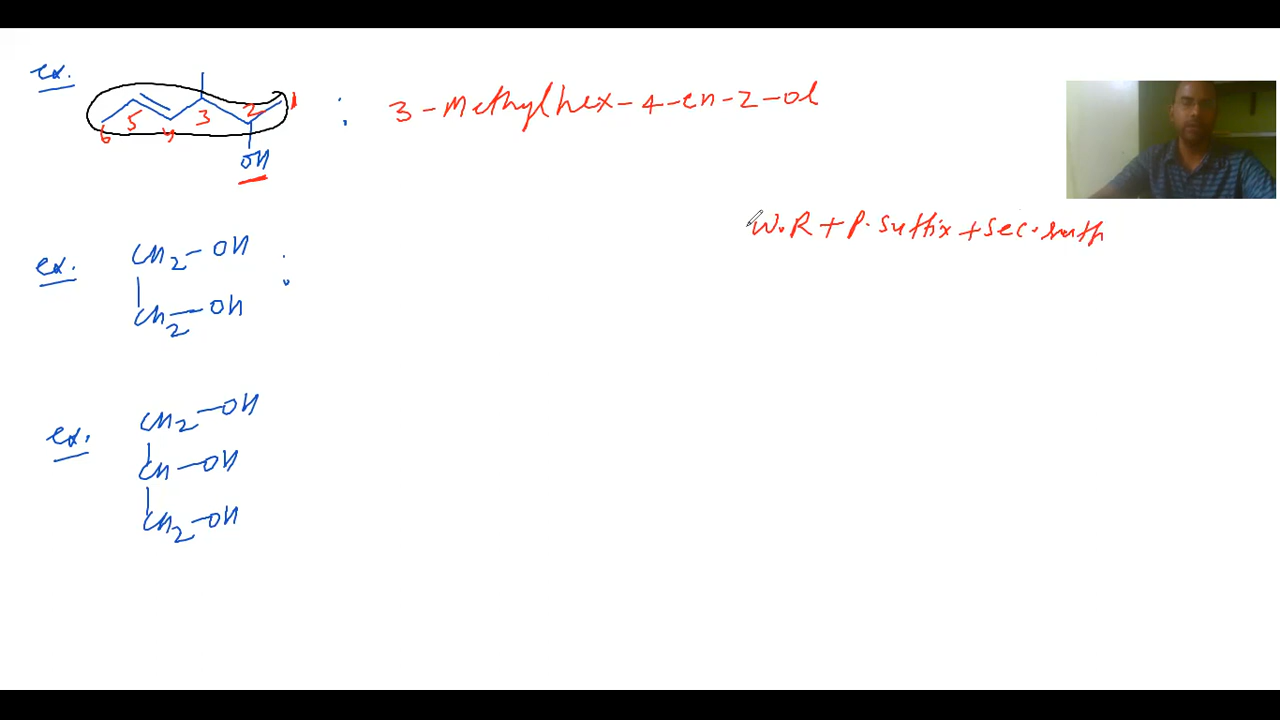 ex.
6 5 4 3 2 1
OH
: 3-Methylhex-4-en-2-ol
W.R + P. Suffix + Sec. suff
ex. CH2-OH :
CH2-OH
ex. CH2-OH
CH-OH
CH2-OH